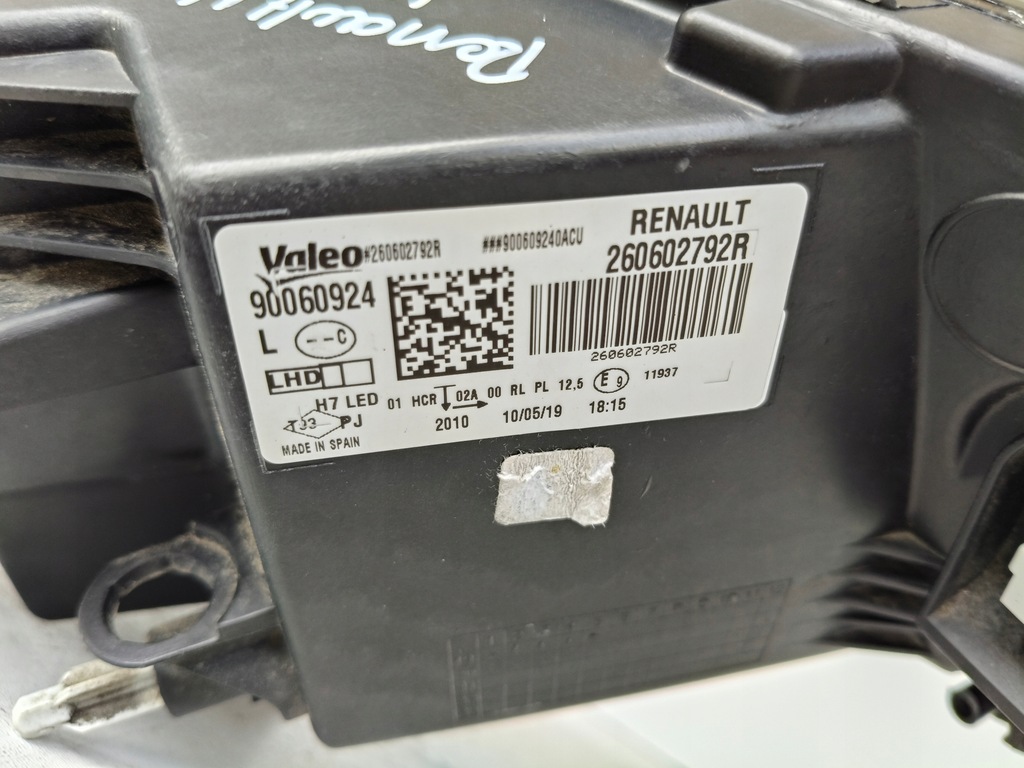 Renault
Valeo #260602792R ###900609240ACU RENAULT
90060924 260602792R
L --C
260602792R
LHD
H7 LED 01 HCR 02A 00 RL PL 12,5 E9 11937
PJ 2010 10/05/19 18:15
MADE IN SPAIN